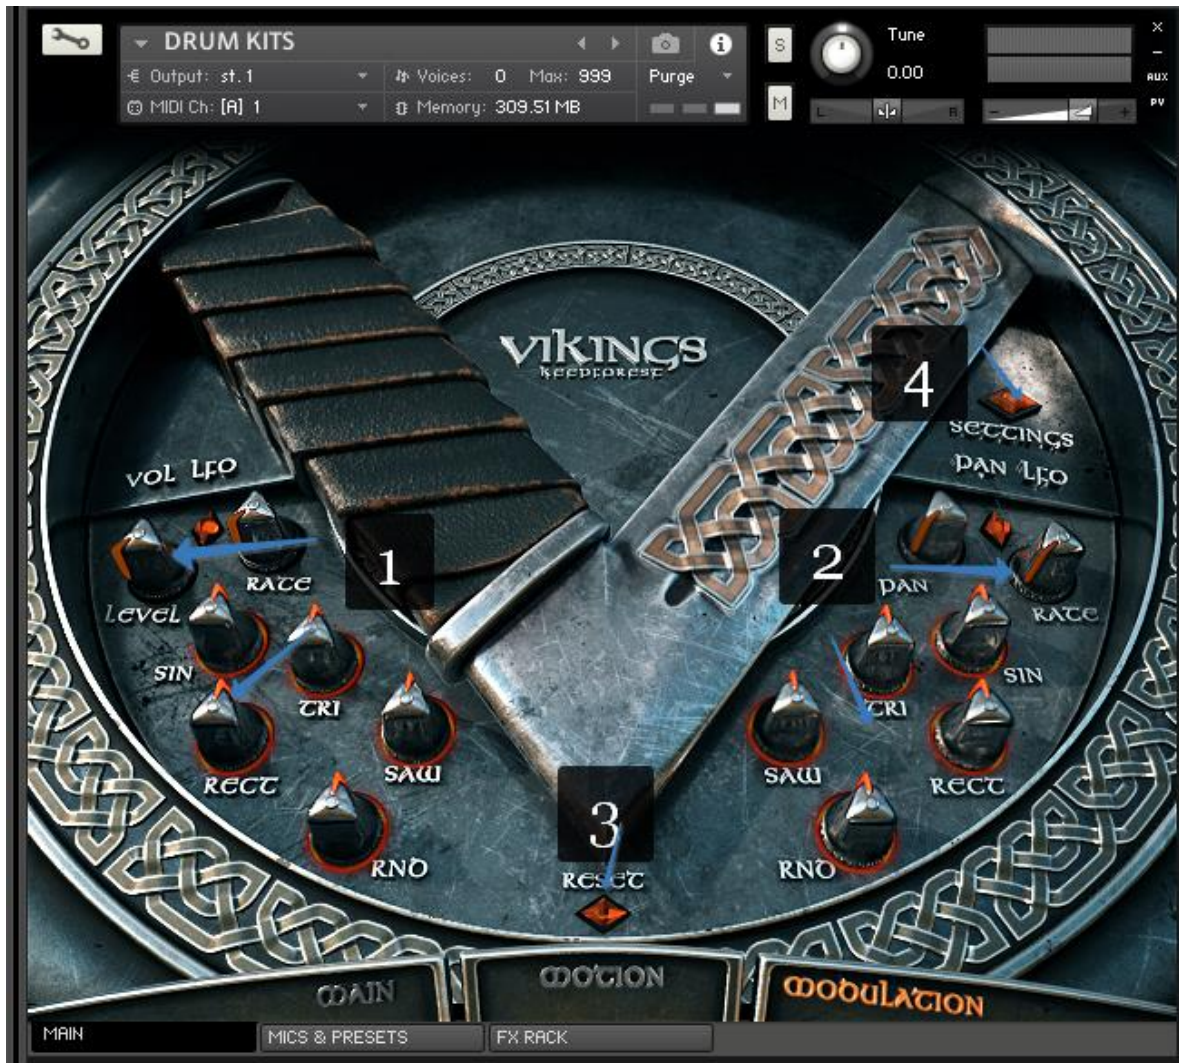 DRUM KITS
Output: st.1
Voices: 0 Max: 999
Purge
MIDI Ch: [A] 1
Memory: 309.51 MB
S
M
Tune
0.00
L
R
-
+
x
-
AUX
PV
VIKINGS
KEEPFOREST
4
SETTINGS
VOL LFO
PAN LFO
1
2
LEVEL
RATE
PAN
RATE
SIN
TRI
TRI
SIN
RECT
SAW
SAW
RECT
3
RND
RND
RESET
MAIN
MOTION
MODULATION
MAIN
MICS & PRESETS
FX RACK